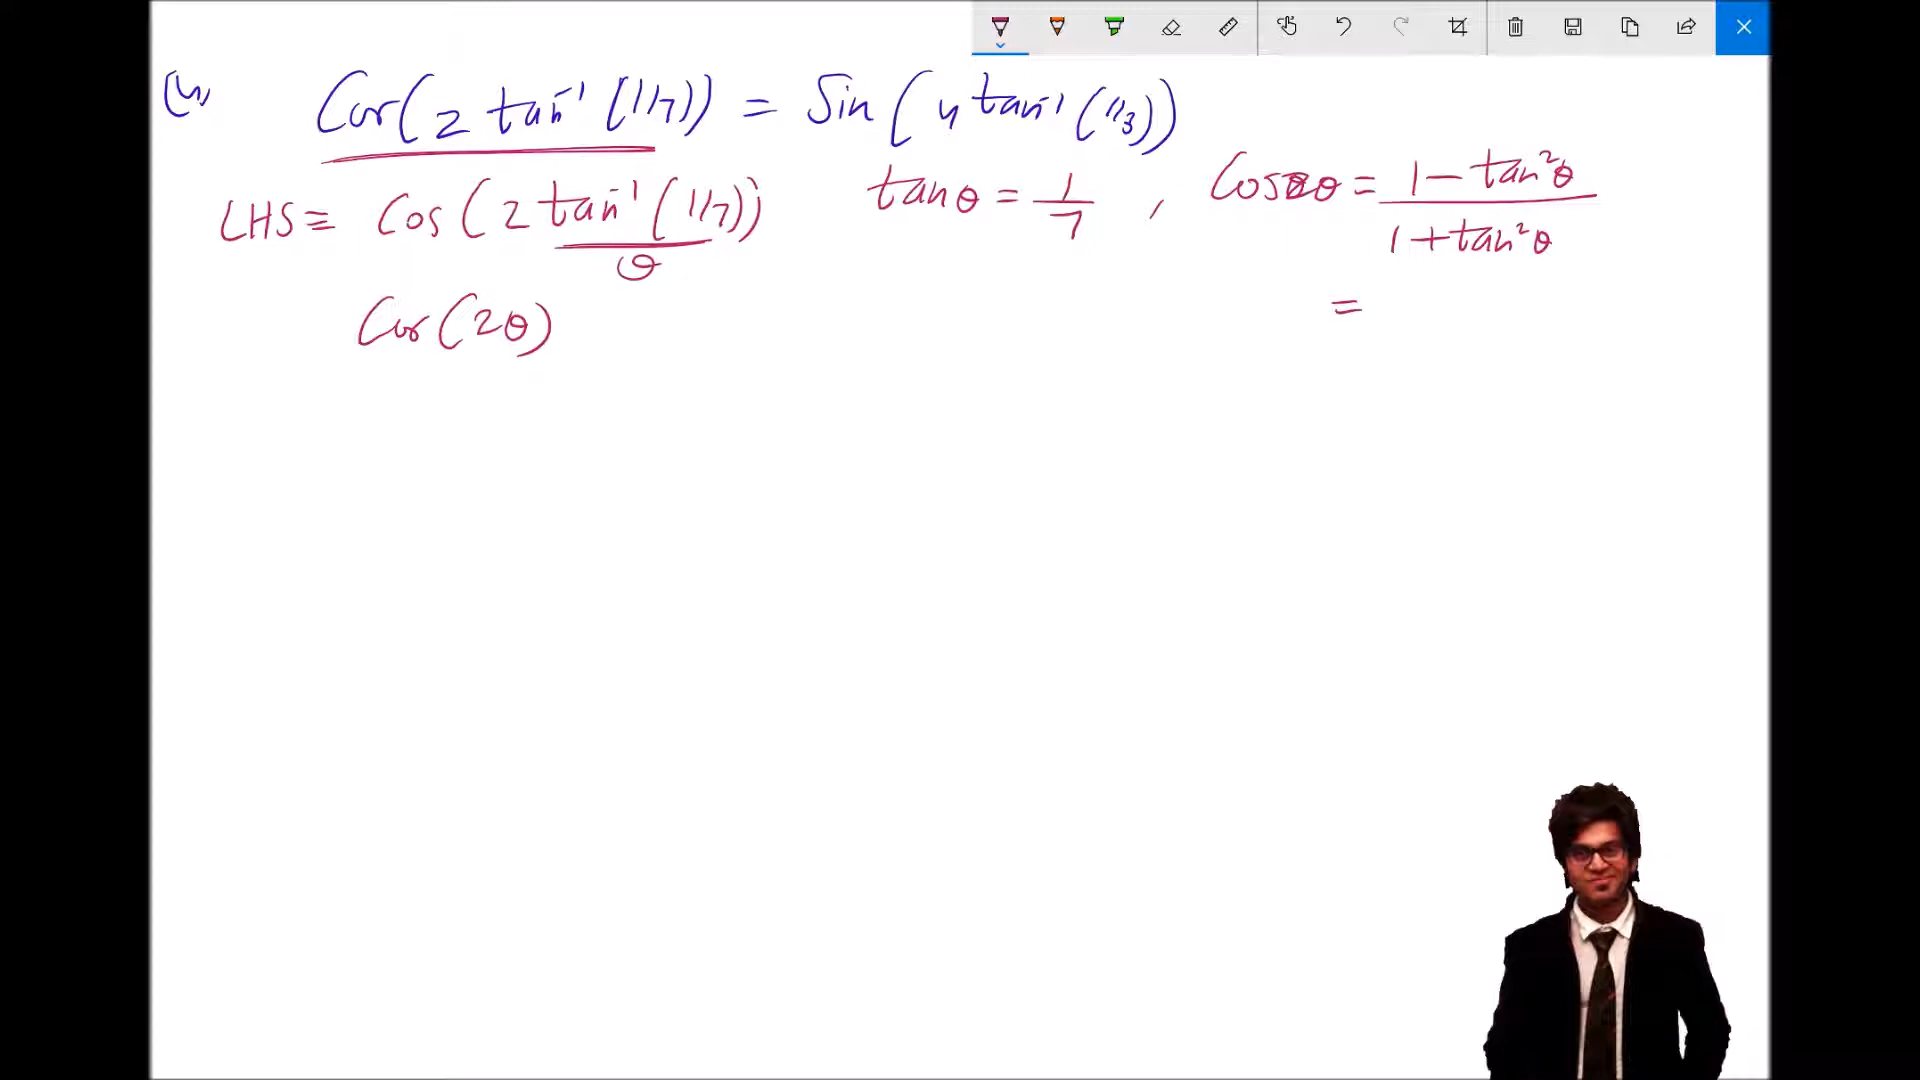 (4) Cos(2 tan⁻¹(1/7)) = Sin(4 tan⁻¹(1/3))
LHS ≡ Cos(2 tan⁻¹(1/7)) tanθ = 1/7 , Cos2θ = (1 − tan²θ)/(1 + tan²θ)
θ
Cos(2θ) =